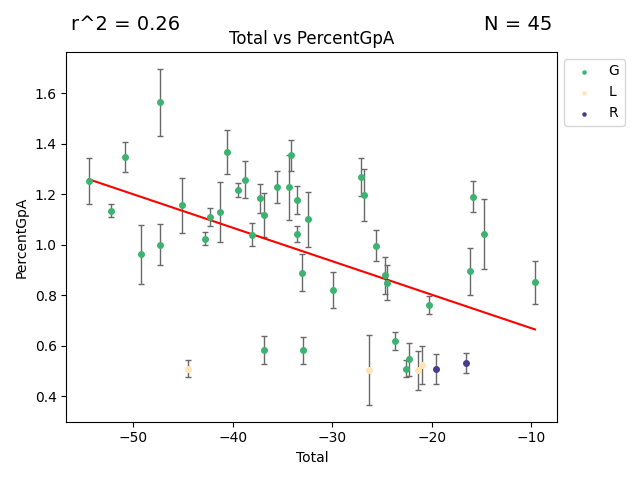 r^2 = 0.26
N = 45
Total vs PercentGpA
G
L
R
PercentGpA
1.6
1.4
1.2
1.0
0.8
0.6
0.4
−50
−40
−30
−20
−10
Total